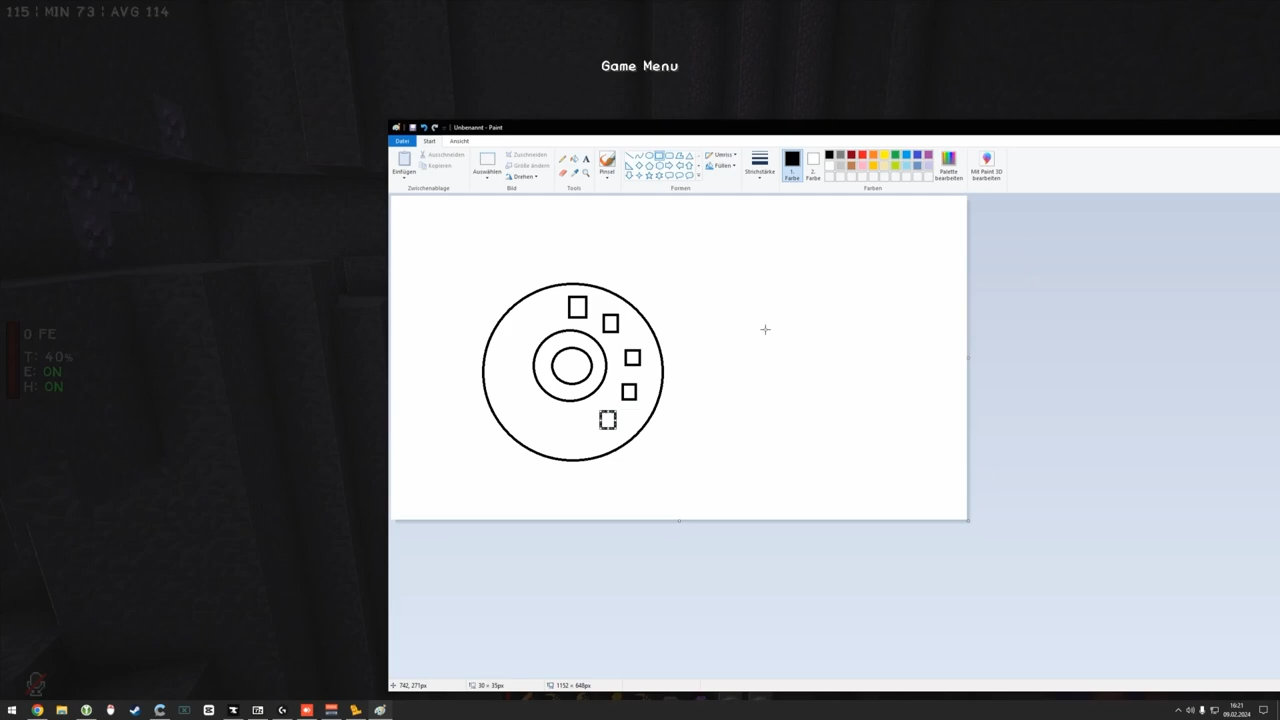 115 | MIN 73 | AVG 114
Game Menu
Unbenannt - Paint
Datei Start Ansicht
Einfügen
Ausschneiden
Kopieren
Zwischenablage
Auswählen
Zuschneiden
Größe ändern
Drehen
Bild
Tools
Pinsel
Formen
Umriss
Füllen
Strichstärke
1. Farbe
2. Farbe
Farben
Palette bearbeiten
Mit Paint 3D bearbeiten
0 FE
T: 40%
E: ON
H: ON
742, 271px 30 × 35px 1152 × 648px
16:21
09.02.2024